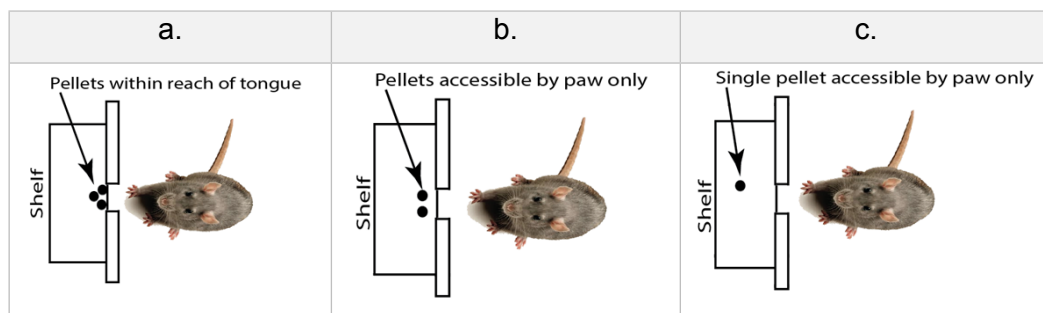 a.
b.
c.
Pellets within reach of tongue
Shelf
Pellets accessible by paw only
Shelf
Single pellet accessible by paw only
Shelf